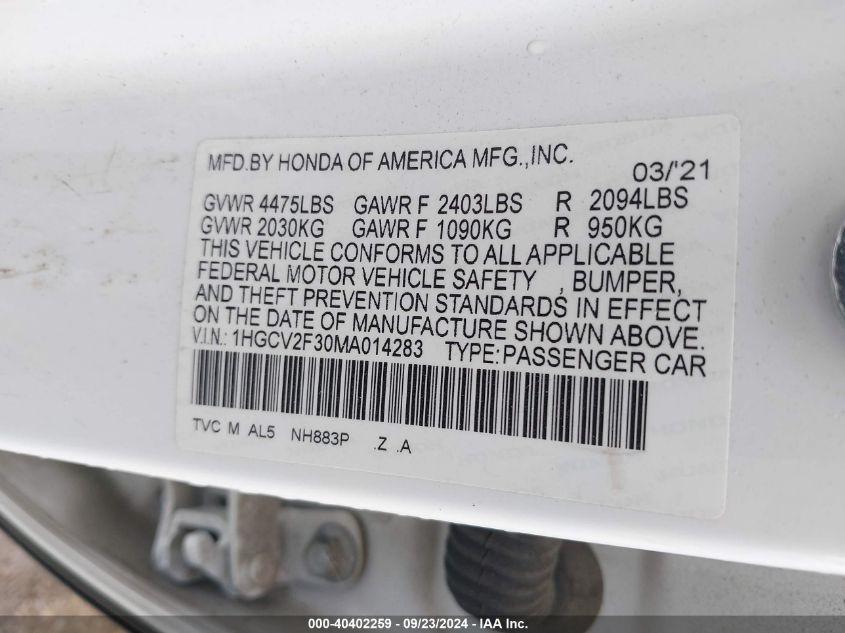 MFD.BY HONDA OF AMERICA MFG.,INC. 03/'21
GVWR 4475LBS GAWR F 2403LBS R 2094LBS
GVWR 2030KG GAWR F 1090KG R 950KG
THIS VEHICLE CONFORMS TO ALL APPLICABLE
FEDERAL MOTOR VEHICLE SAFETY , BUMPER,
AND THEFT PREVENTION STANDARDS IN EFFECT
ON THE DATE OF MANUFACTURE SHOWN ABOVE.
V.I.N.: 1HGCV2F30MA014283 TYPE:PASSENGER CAR
TVC M AL5 NH883P .Z .A
000-40402259 - 09/23/2024 - IAA Inc.